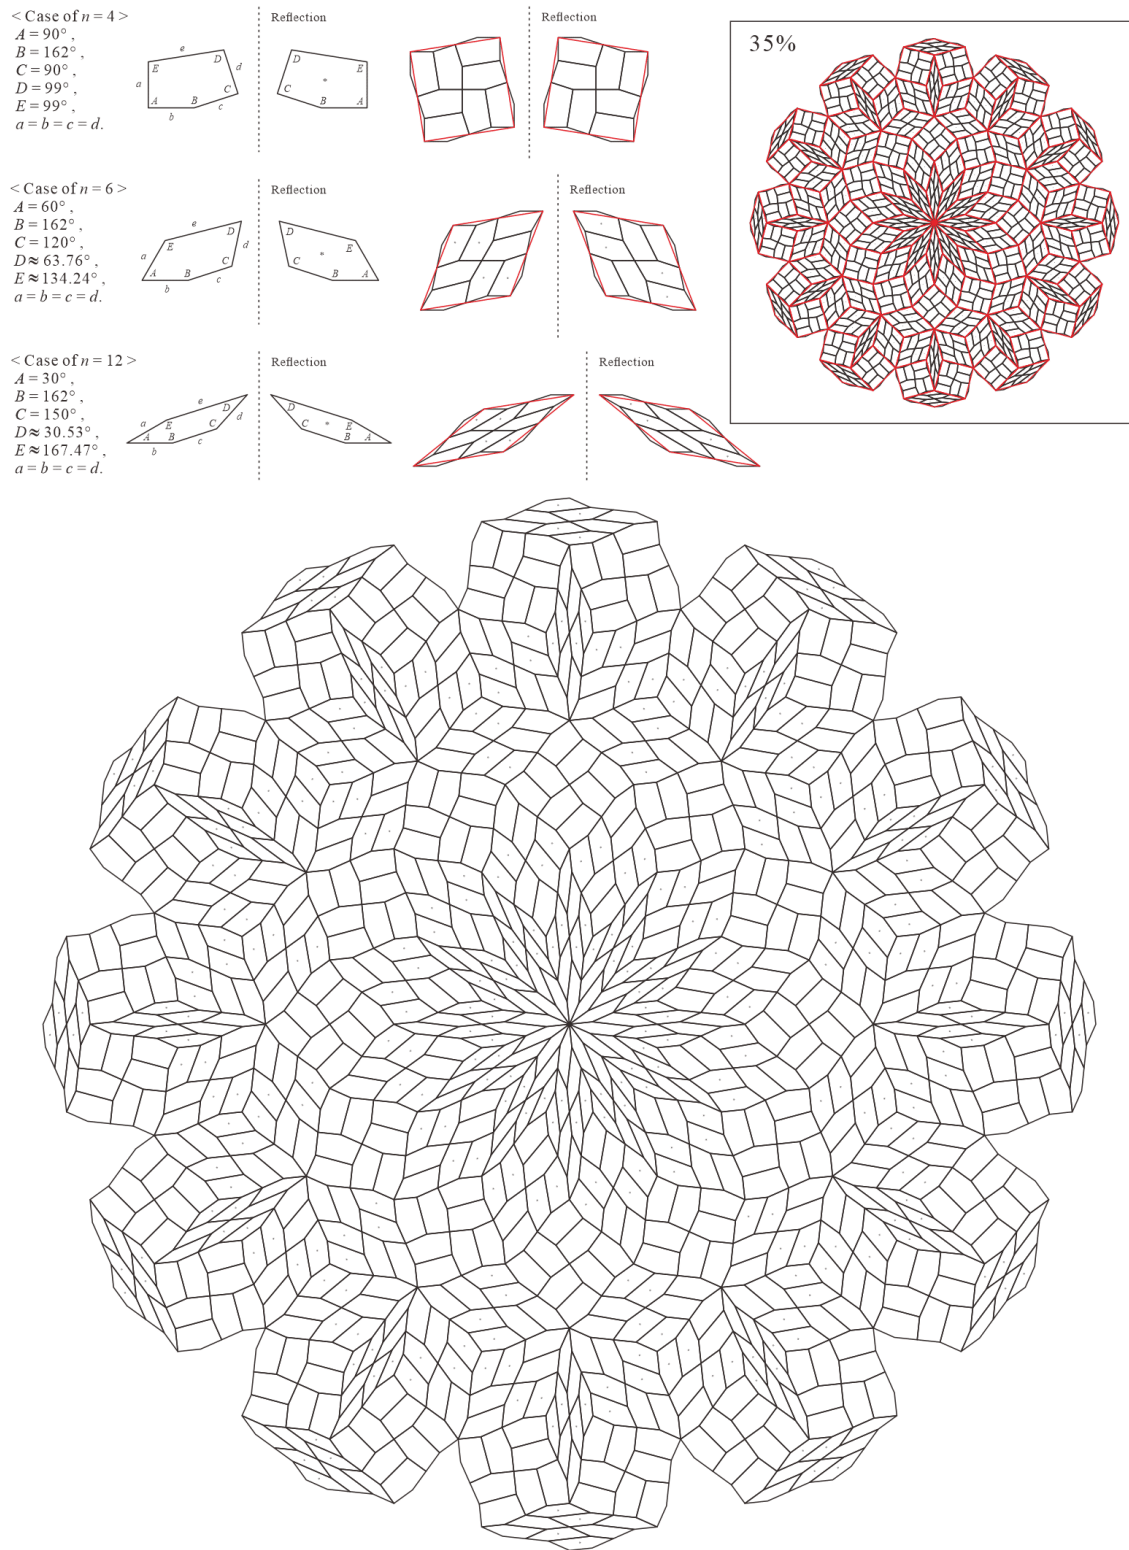 < Case of n = 4 >
A = 90° ,
B = 162° ,
C = 90° ,
D = 99° ,
E = 99° ,
a = b = c = d.
e
D
E
d
a
C
A
B
c
b
Reflection
D
E
C
B
A
Reflection
35%
< Case of n = 6 >
A = 60° ,
B = 162° ,
C = 120° ,
D ≈ 63.76° ,
E ≈ 134.24° ,
a = b = c = d.
e
D
E
d
a
C
A
B
c
b
Reflection
D
E
C
B
A
Reflection
< Case of n = 12 >
A = 30° ,
B = 162° ,
C = 150° ,
D ≈ 30.53° ,
E ≈ 167.47° ,
a = b = c = d.
e
D
a
d
E
C
A
B
c
b
Reflection
D
C
E
B
A
Reflection